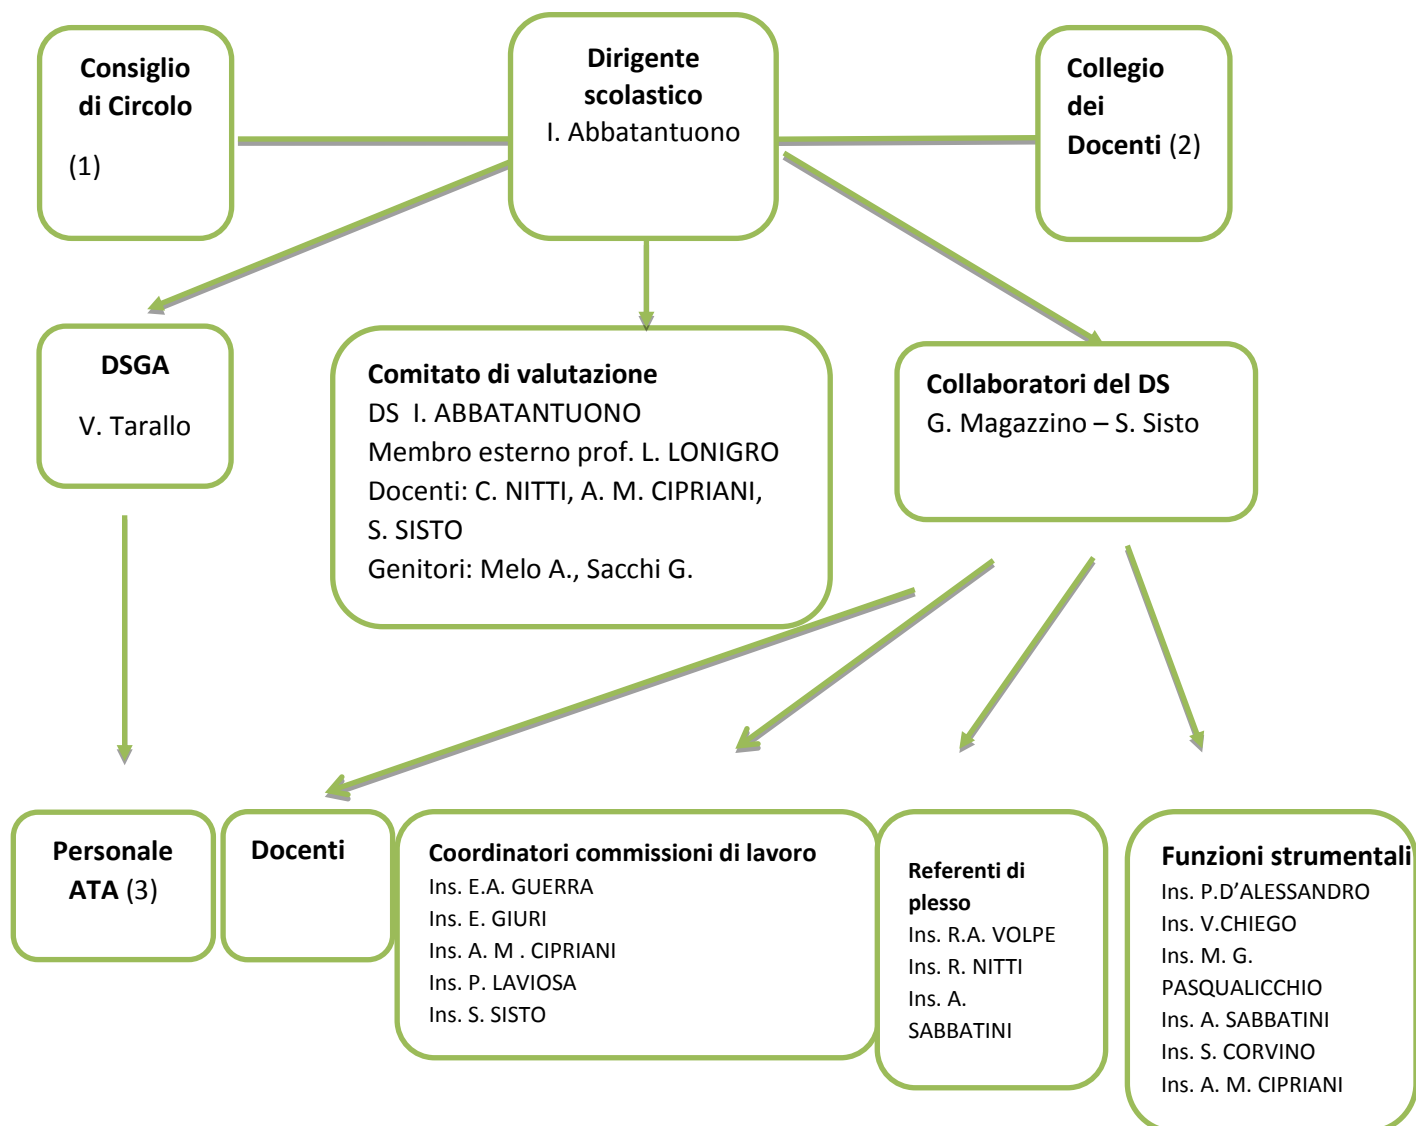 Consiglio
di Circolo
(1)
Dirigente
scolastico
I. Abbatantuono
Collegio
dei
Docenti (2)
DSGA
V. Tarallo
Comitato di valutazione
DS  I. ABBATANTUONO
Membro esterno prof. L. LONIGRO
Docenti: C. NITTI, A. M. CIPRIANI,
S. SISTO
Genitori: Melo A., Sacchi G.
Collaboratori del DS
G. Magazzino – S. Sisto
Personale
ATA (3)
Docenti
Coordinatori commissioni di lavoro
Ins. E.A. GUERRA
Ins. E. GIURI
Ins. A. M . CIPRIANI
Ins. P. LAVIOSA
Ins. S. SISTO
Referenti di
plesso
Ins. R.A. VOLPE
Ins. R. NITTI
Ins. A.
SABBATINI
Funzioni strumentali
Ins. P.D’ALESSANDRO
Ins. V.CHIEGO
Ins. M. G.
PASQUALICCHIO
Ins. A. SABBATINI
Ins. S. CORVINO
Ins. A. M. CIPRIANI